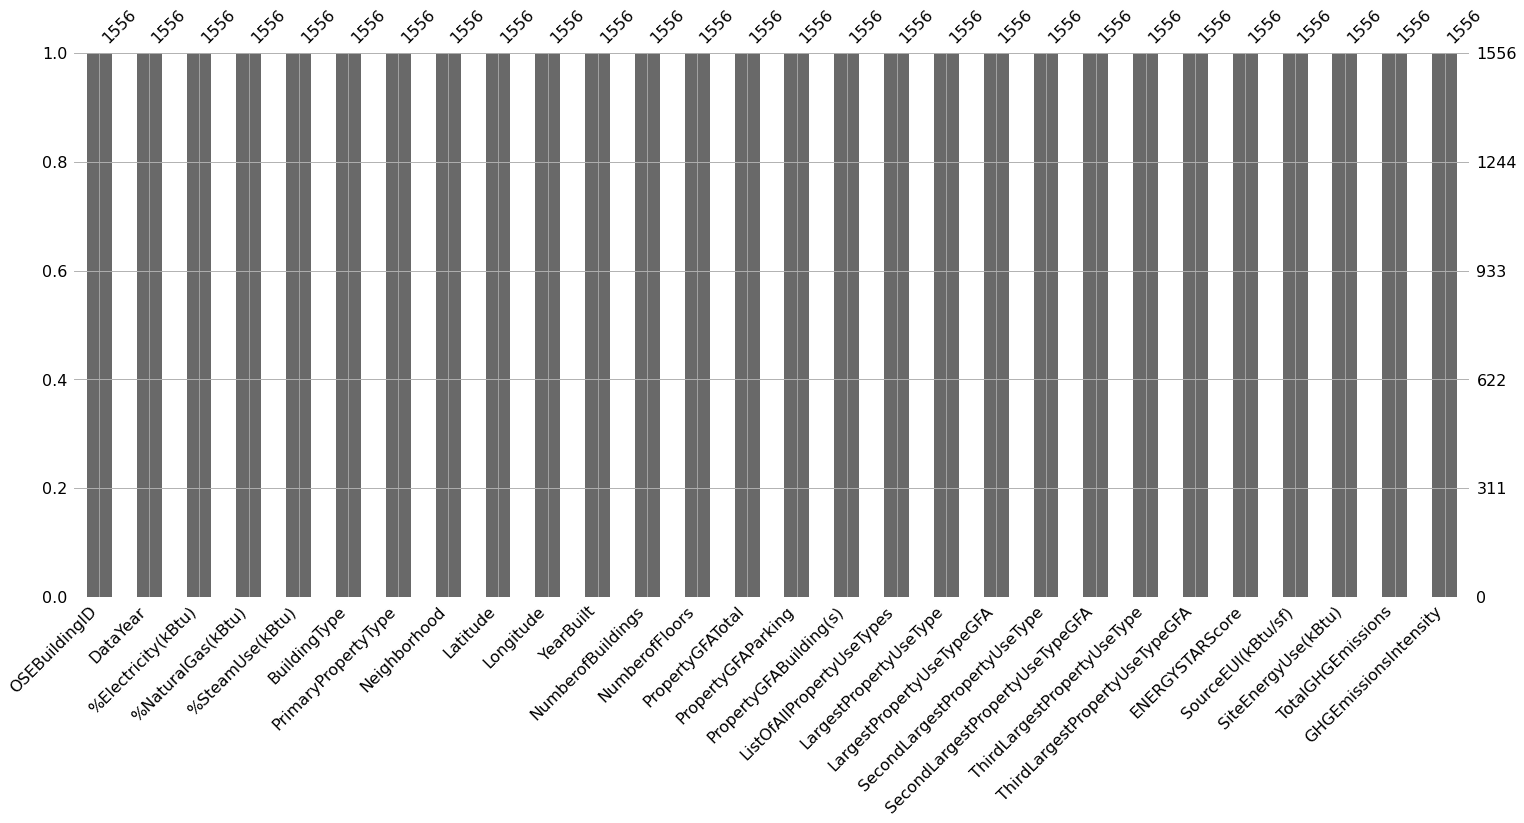 1556 1556 1556 1556 1556 1556 1556 1556 1556 1556 1556 1556 1556 1556 1556 1556 1556 1556 1556 1556 1556 1556 1556 1556 1556 1556 1556 1556
1.0 1556
0.8 1244
0.6 933
0.4 622
0.2 311
0.0 0
OSEBuildingID
DataYear
%Electricity(kBtu)
%NaturalGas(kBtu)
%SteamUse(kBtu)
BuildingType
PrimaryPropertyType
Neighborhood
Latitude
Longitude
YearBuilt
NumberofBuildings
NumberofFloors
PropertyGFATotal
PropertyGFAParking
PropertyGFABuilding(s)
ListOfAllPropertyUseTypes
LargestPropertyUseType
LargestPropertyUseTypeGFA
SecondLargestPropertyUseType
SecondLargestPropertyUseTypeGFA
ThirdLargestPropertyUseType
ThirdLargestPropertyUseTypeGFA
ENERGYSTARScore
SourceEUI(kBtu/sf)
SiteEnergyUse(kBtu)
TotalGHGEmissions
GHGEmissionsIntensity